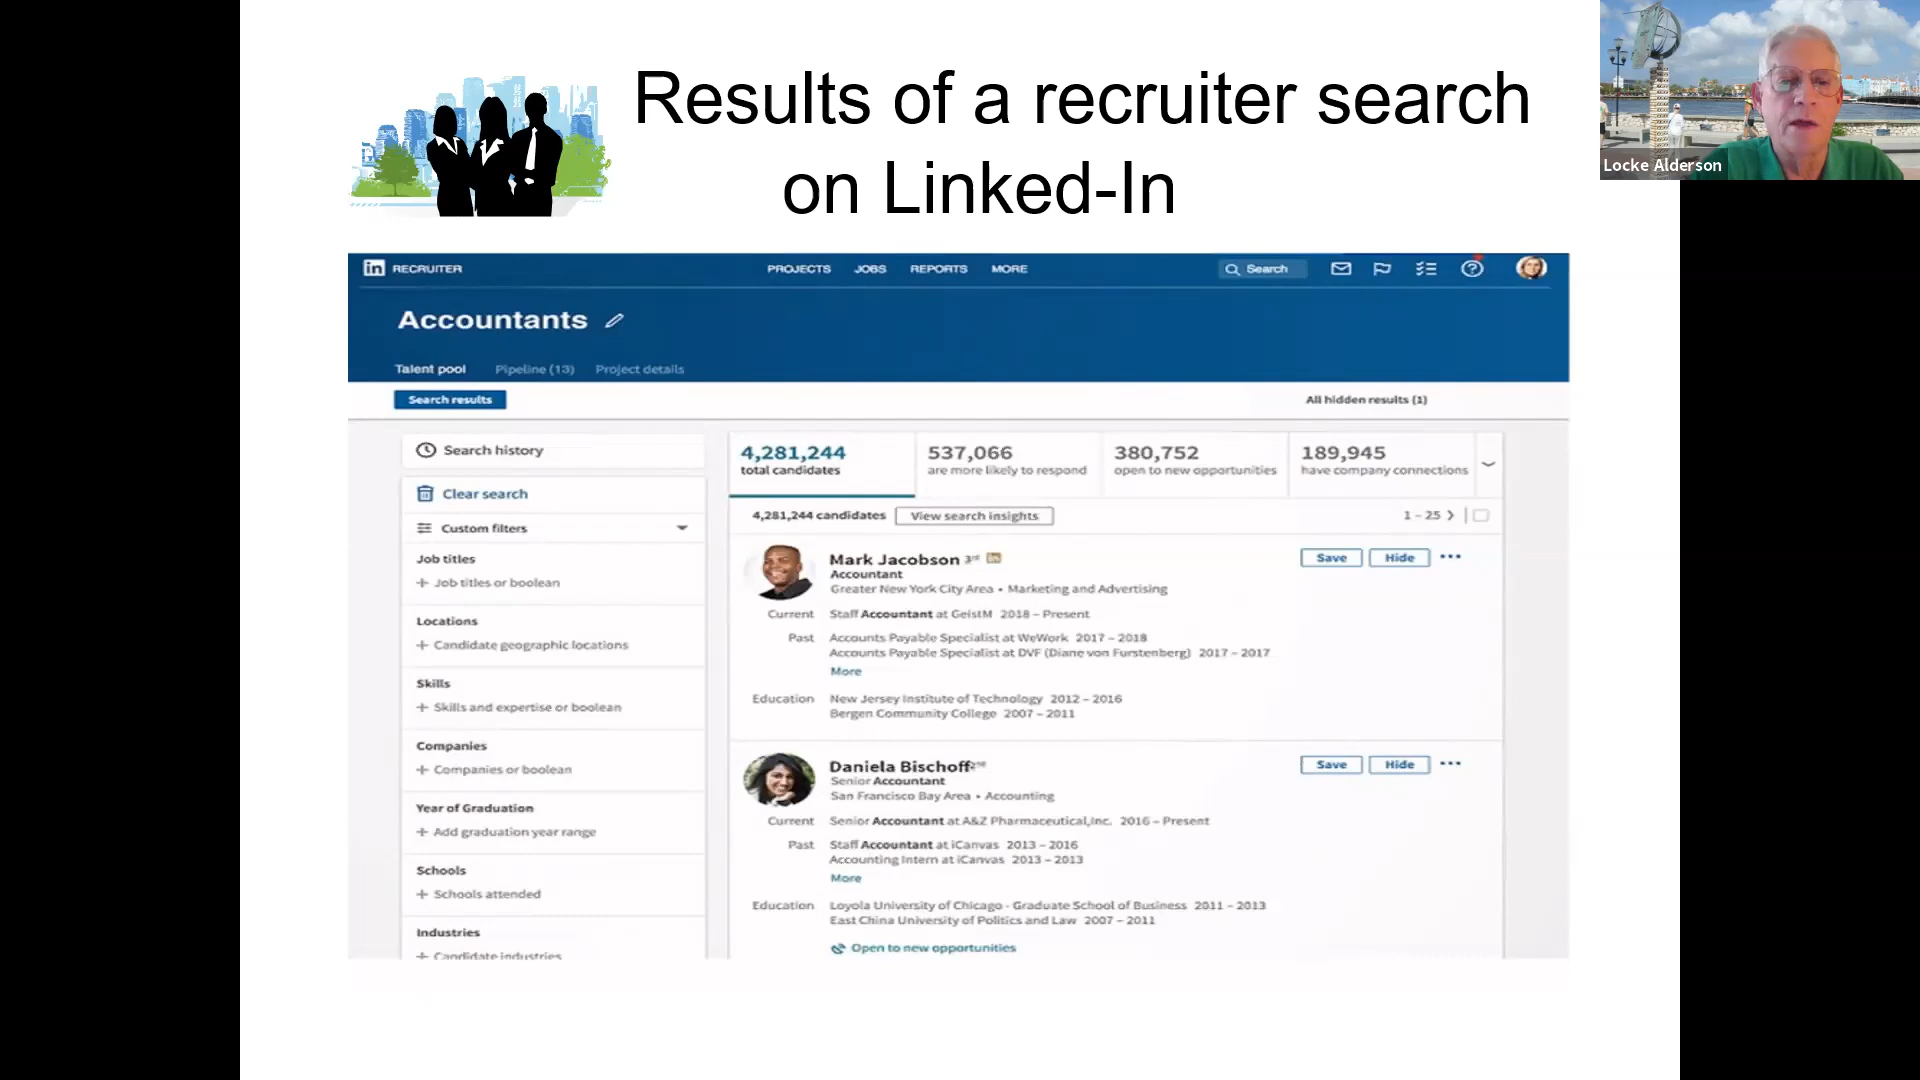 Results of a recruiter search
on Linked-In
Locke Alderson
in RECRUITER
PROJECTS JOBS REPORTS MORE
Search
Accountants
Talent pool Pipeline (13) Project details
Search results
All hidden results (1)
Search history
Clear search
Custom filters
Job titles
+ Job titles or boolean
Locations
+ Candidate geographic locations
Skills
+ Skills and expertise or boolean
Companies
+ Companies or boolean
Year of Graduation
+ Add graduation year range
Schools
+ Schools attended
Industries
+ Candidate industries
4,281,244 537,066 380,752 189,945
total candidates are more likely to respond open to new opportunities have company connections
4,281,244 candidates View search insights 1 – 25
Mark Jacobson 3rd in Save Hide
Accountant
Greater New York City Area • Marketing and Advertising
Current Staff Accountant at GeistM 2018 – Present
Past Accounts Payable Specialist at WeWork 2017 – 2018
Accounts Payable Specialist at DVF (Diane von Furstenberg) 2017 – 2017
More
Education New Jersey Institute of Technology 2012 – 2016
Bergen Community College 2007 – 2011
Daniela Bischoff 2nd Save Hide
Senior Accountant
San Francisco Bay Area • Accounting
Current Senior Accountant at A&Z Pharmaceutical,Inc. 2016 – Present
Past Staff Accountant at iCanvas 2013 – 2016
Accounting Intern at iCanvas 2013 – 2013
More
Education Loyola University of Chicago - Graduate School of Business 2011 – 2013
East China University of Politics and Law 2007 – 2011
Open to new opportunities